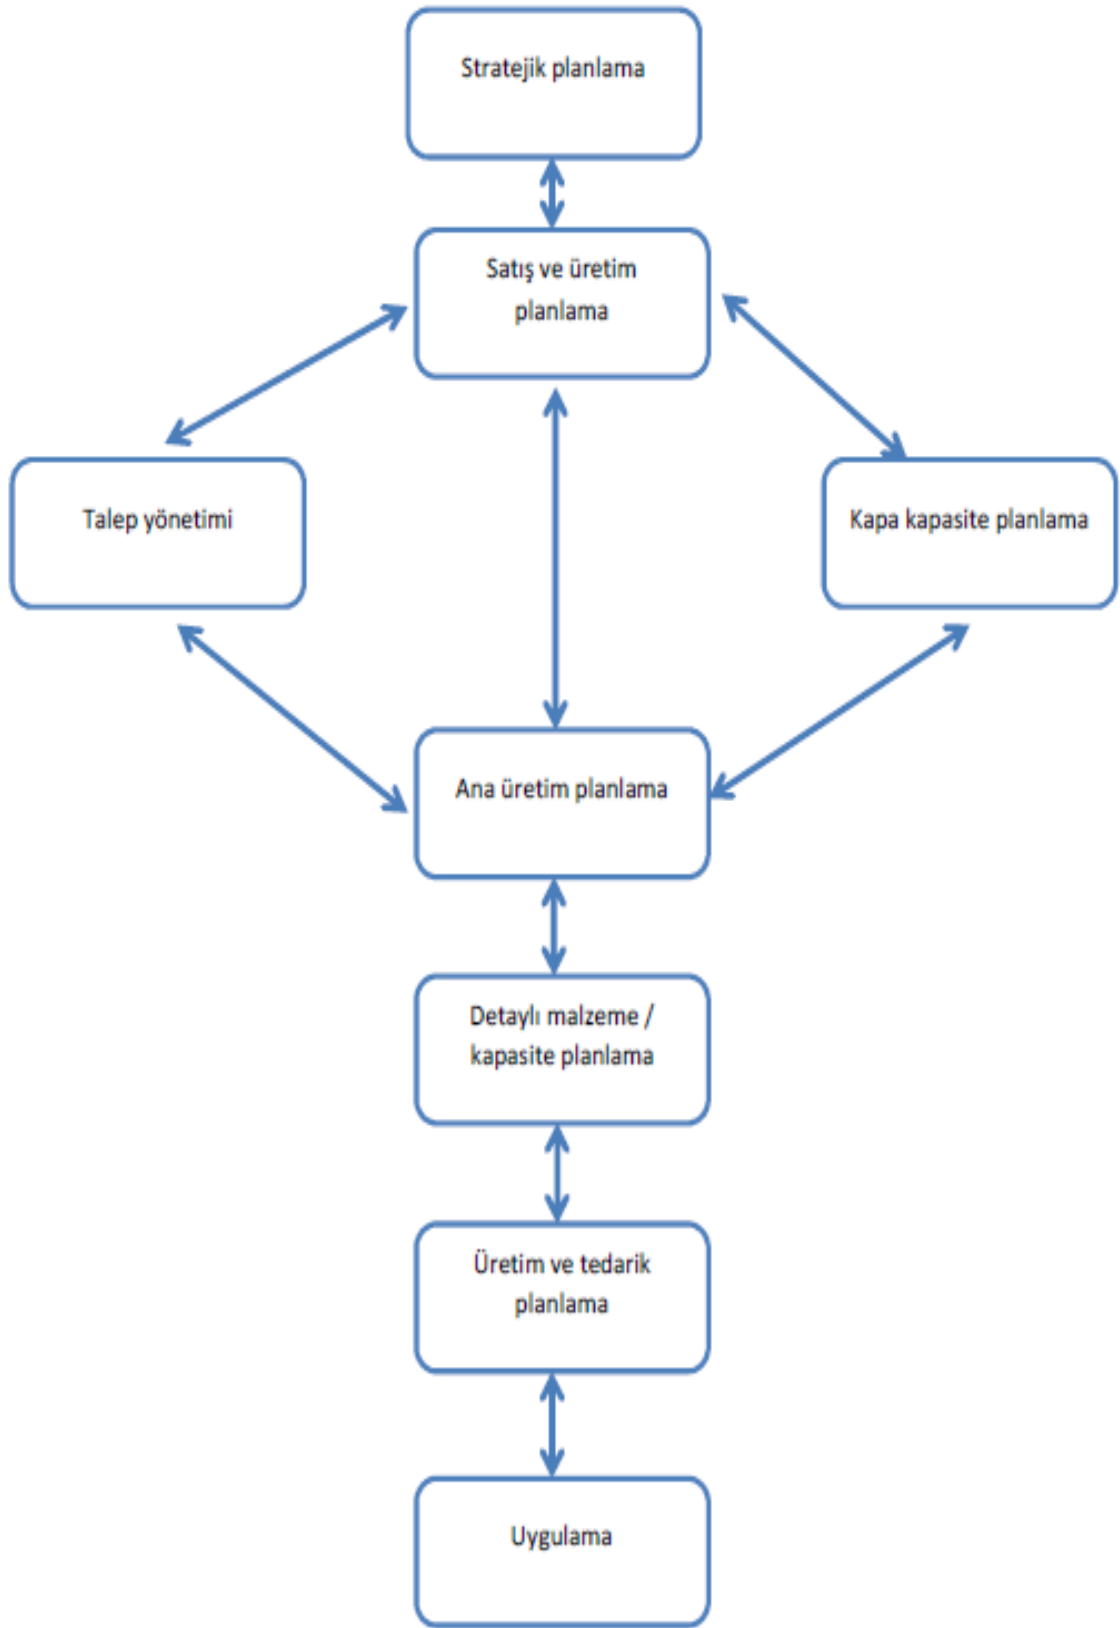 Stratejik planlama
Satış ve üretim
planlama
Talep yönetimi
Kapa kapasite planlama
Ana üretim planlama
Detaylı malzeme /
kapasite planlama
Üretim ve tedarik
planlama
Uygulama